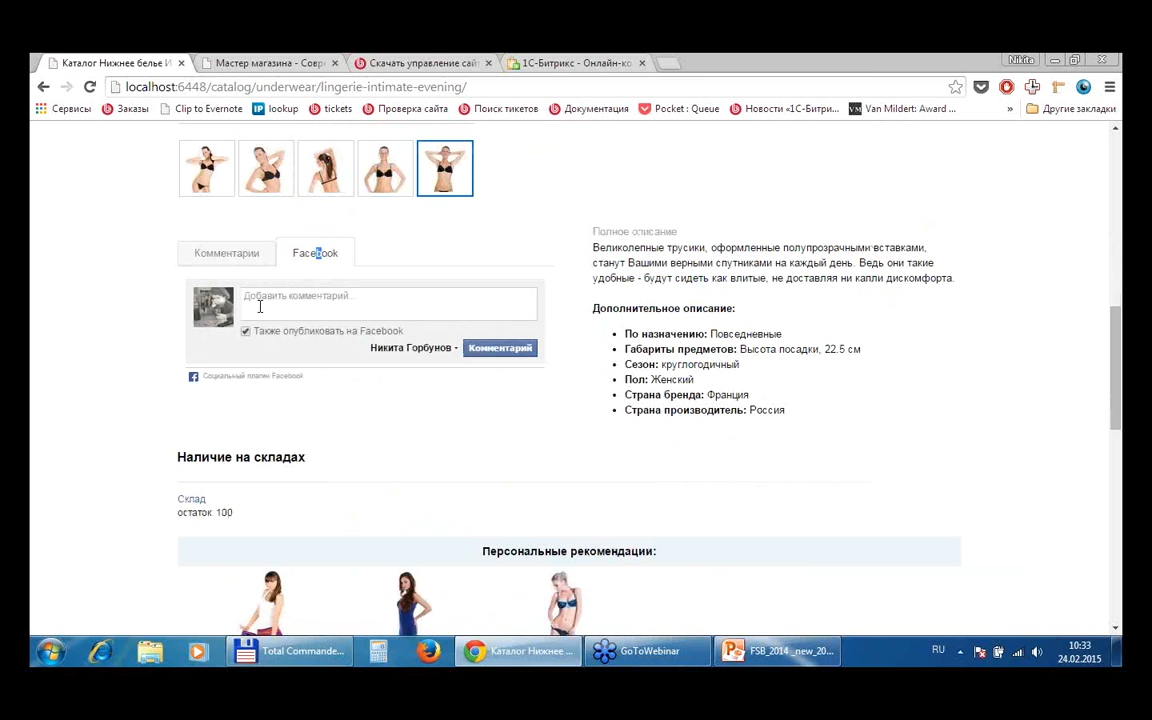 Каталог Нижнее белье И
Мастер магазина - Совр
Скачать управление сай
1С-Битрикс - Онлайн-ко
Nikita
localhost:6448/catalog/underwear/lingerie-intimate-evening/
Сервисы
Заказы
Clip to Evernote
lookup
tickets
Проверка сайта
Поиск тикетов
Документация
Pocket : Queue
Новости «1С-Битри...
Van Mildert: Award ...
»
Другие закладки
Комментарии
Facebook
Добавить комментарий...
Также опубликовать на Facebook
Никита Горбунов
Комментарий
Социальный плагин Facebook
Полное описание
Великолепные трусики, оформленные полупрозрачными вставками,
станут Вашими верными спутниками на каждый день. Ведь они такие
удобные - будут сидеть как влитые, не доставляя ни капли дискомфорта.
Дополнительное описание:
По назначению: Повседневные
Габариты предметов: Высота посадки, 22.5 см
Сезон: круглогодичный
Пол: Женский
Страна бренда: Франция
Страна производитель: Россия
Наличие на складах
Склад
остаток 100
Персональные рекомендации:
Total Commande...
Каталог Нижнее ...
GoToWebinar
FSB_2014 _new_20...
RU
10:33
24.02.2015